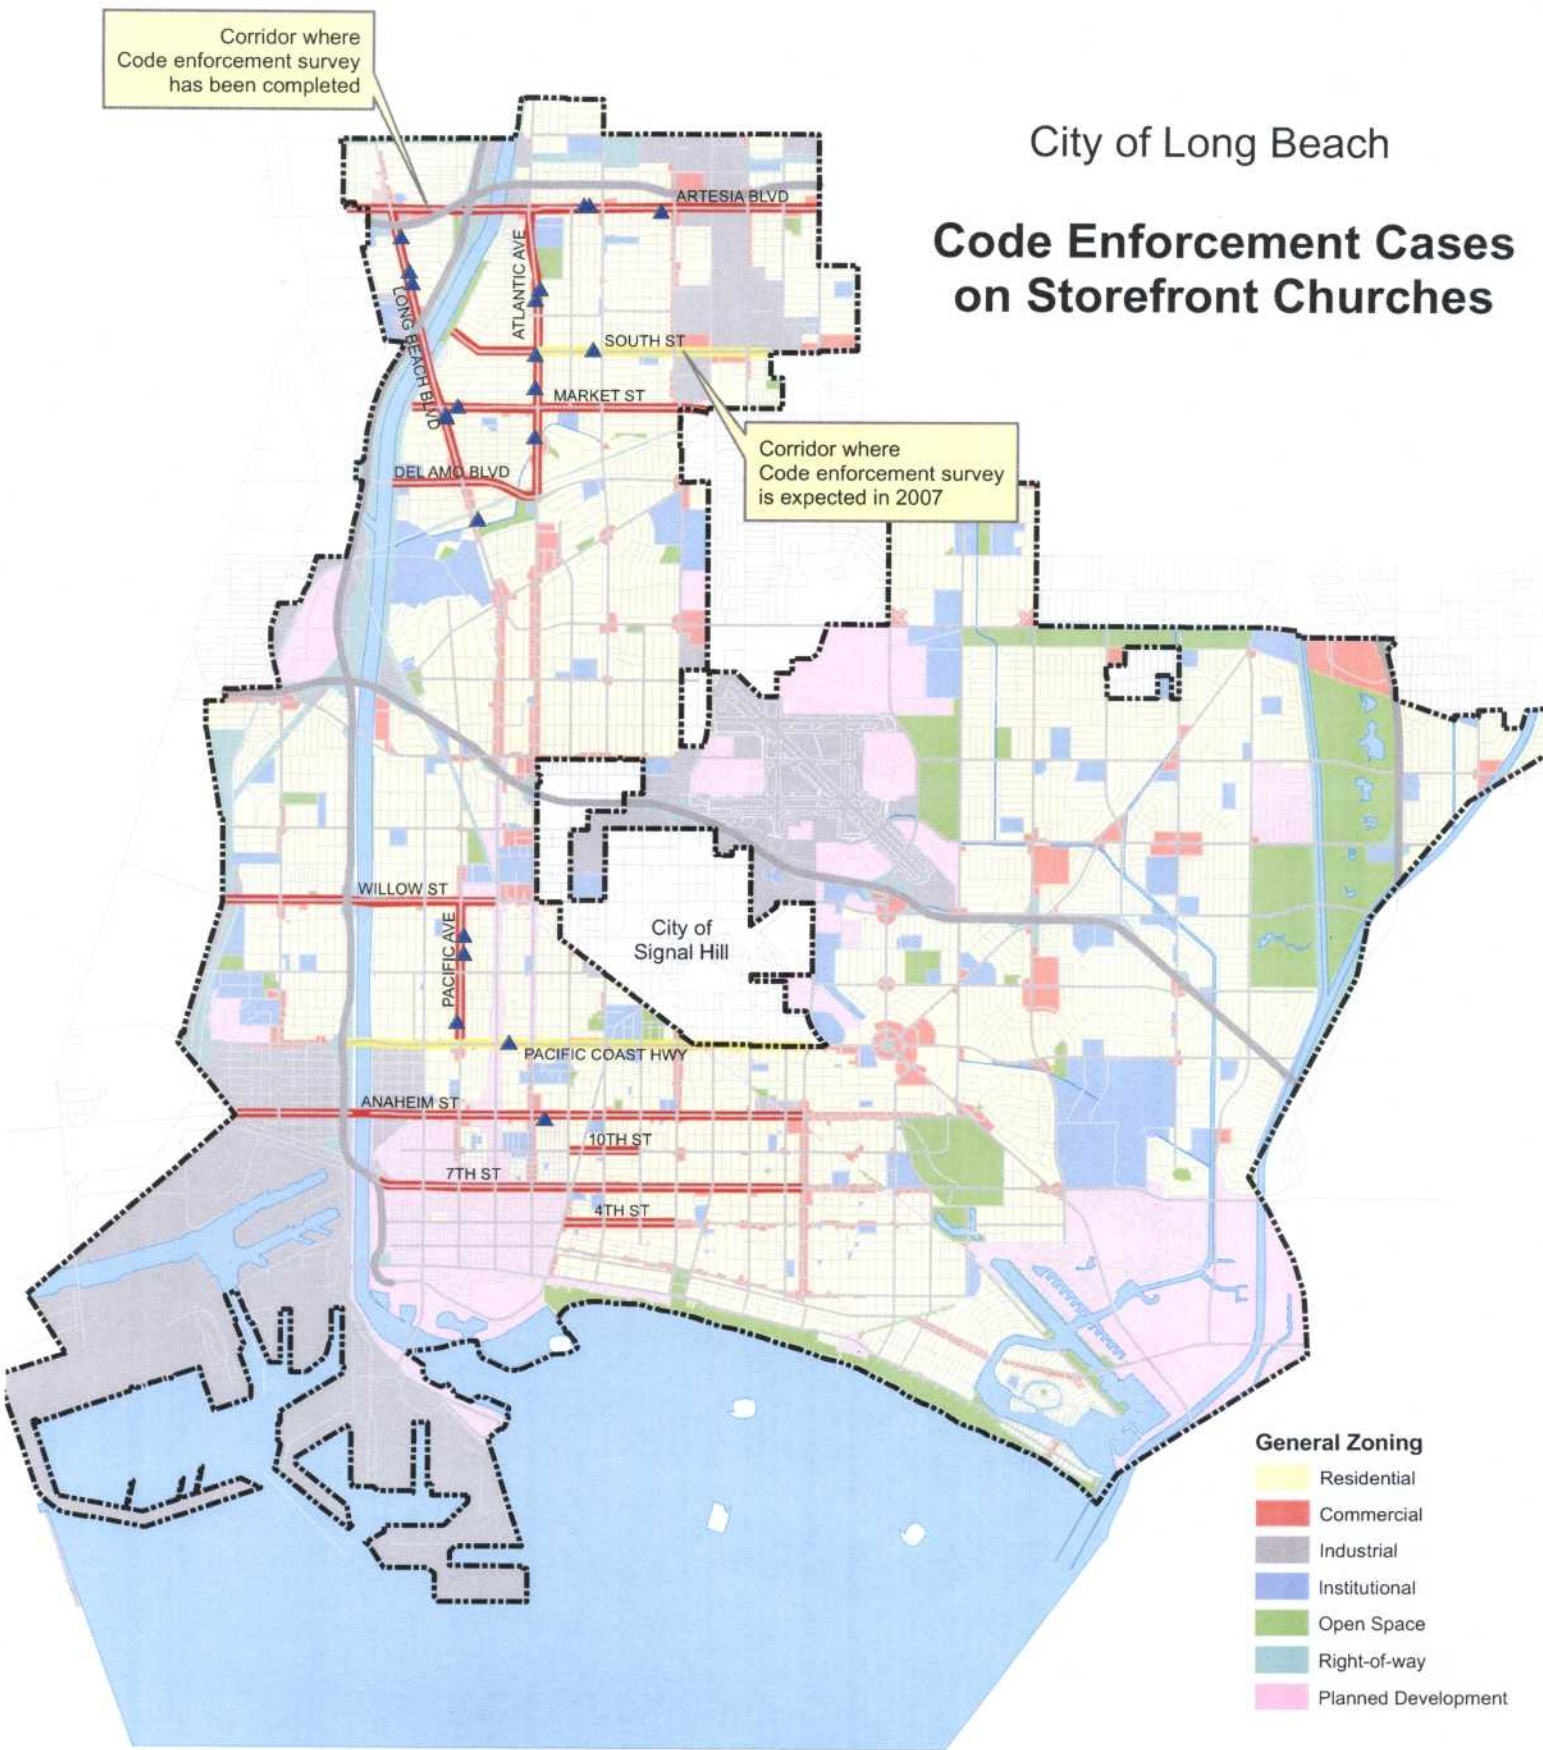 Corridor where
Code enforcement survey
has been completed
City of Long Beach
Code Enforcement Cases
on Storefront Churches
ARTESIA BLVD
ATLANTIC AVE
LONG BEACH BLVD
SOUTH ST
MARKET ST
DEL AMO BLVD
Corridor where
Code enforcement survey
is expected in 2007
WILLOW ST
PACIFIC AVE
City of
Signal Hill
PACIFIC COAST HWY
ANAHEIM ST
10TH ST
7TH ST
4TH ST
General Zoning
Residential
Commercial
Industrial
Institutional
Open Space
Right-of-way
Planned Development